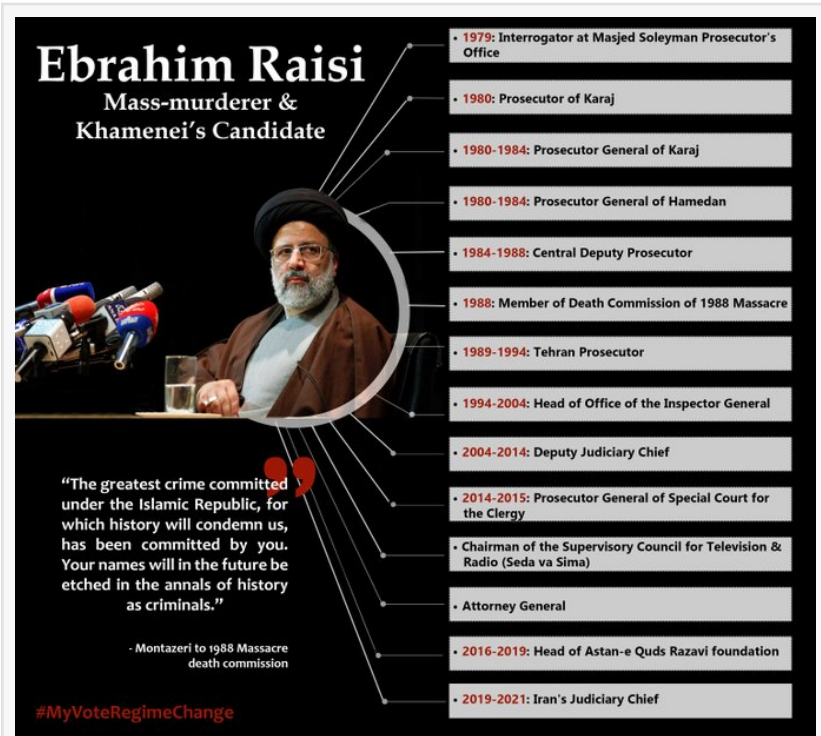 Ebrahim Raisi
Mass-murderer &
Khamenei's Candidate
• 1979: Interrogator at Masjed Soleyman Prosecutor's
Office
• 1980: Prosecutor of Karaj
• 1980-1984: Prosecutor General of Karaj
• 1980-1984: Prosecutor General of Hamedan
• 1984-1988: Central Deputy Prosecutor
• 1988: Member of Death Commission of 1988 Massacre
• 1989-1994: Tehran Prosecutor
• 1994-2004: Head of Office of the Inspector General
• 2004-2014: Deputy Judiciary Chief
• 2014-2015: Prosecutor General of Special Court for
the Clergy
• Chairman of the Supervisory Council for Television &
Radio (Seda va Sima)
• Attorney General
• 2016-2019: Head of Astan-e Quds Razavi foundation
• 2019-2021: Iran's Judiciary Chief
”
“The greatest crime committed
under the Islamic Republic, for
which history will condemn us,
has been committed by you.
Your names will in the future be
etched in the annals of history
as criminals.”
- Montazeri to 1988 Massacre
death commission
#MyVoteRegimeChange